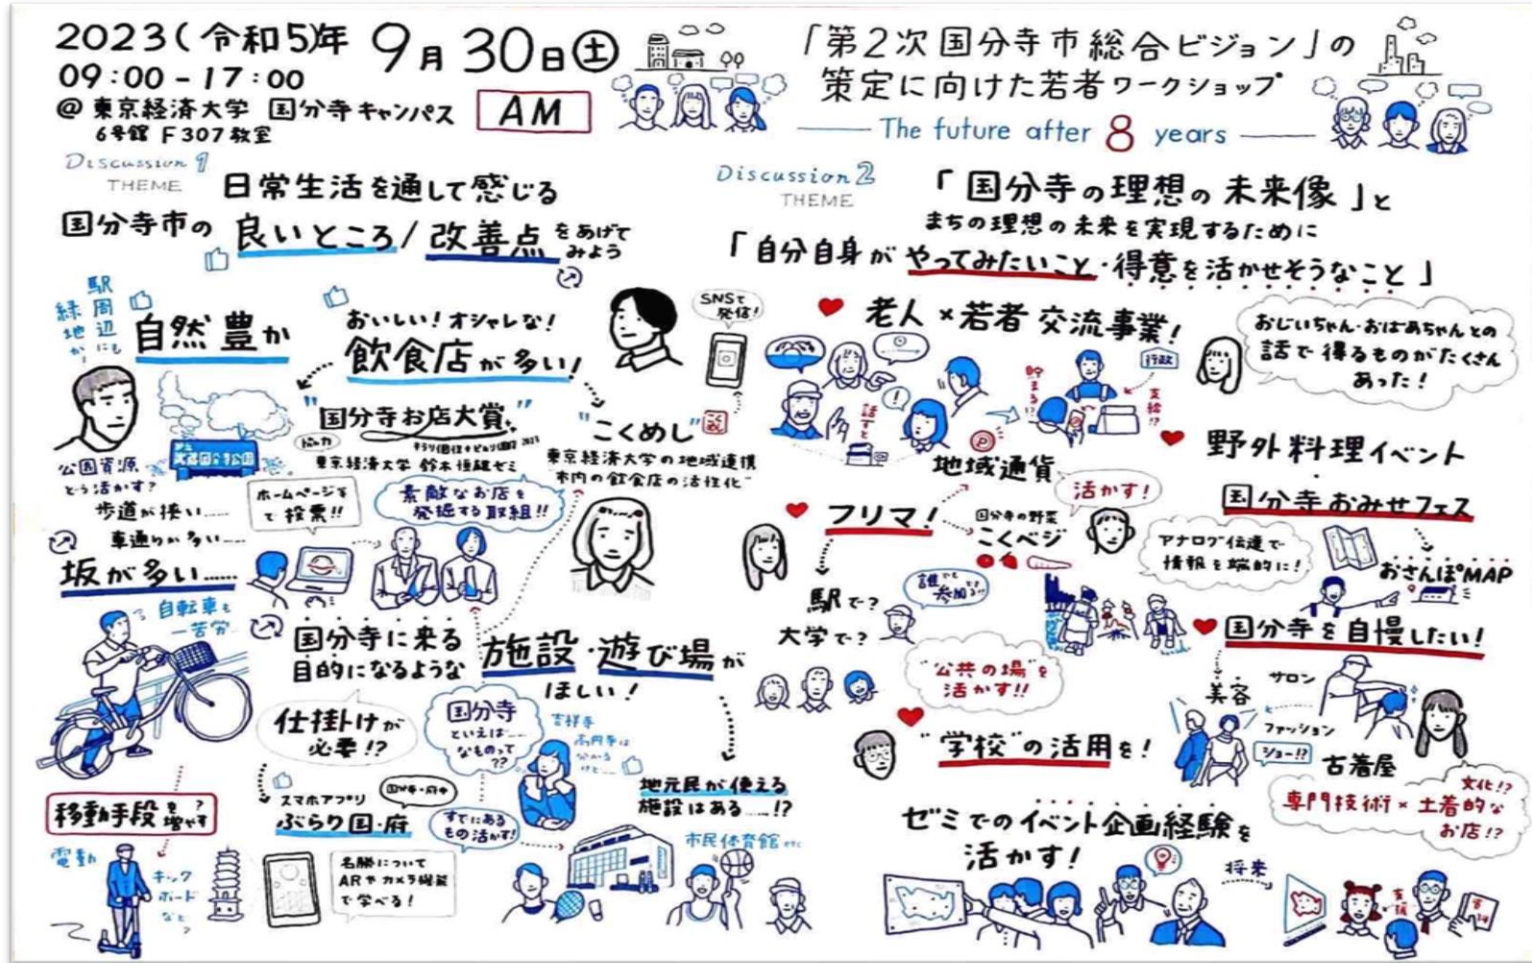 2023(令和5)年 9月30日土
09:00-17:00
@東京経済大学 国分寺キャンパス
6号館 F307教室
AM
「第2次国分寺市総合ビジョン」の
策定に向けた若者ワークショップ
The future after 8 years
Discussion 1
THEME
日常生活を通して感じる
国分寺市の 良いところ/改善点 をあげて
みよう
駅周辺にも
緑地が
自然豊か
公園資源
どう活かす?
歩道が狭い……
車通りが多い……
坂が多い……
自転車も
一苦労
移動手段を増やす?
電動
キック
ボード
など?
おいしい!オシャレな!
飲食店が多い!
"国分寺お店大賞"
協力
東京経済大学 鈴木恒雄ゼミ
ホームページ
で投票!!
素敵なお店を
発掘する取組!!
SNSで
発信!
"こくめし"
東京経済大学の地域連携
市内の飲食店の活性化
国分寺に来る
目的になるような
施設・遊び場が
ほしい!
仕掛けが
必要!?
スマホアプリ
ぶらり国・府
国分寺・府中
名勝について
ARやカメラ機能
で学べる!
国分寺
といえば……
なものって
??
吉祥寺
高円寺は
分かる
けど……
すでにある
もの活かす!
地元民が使える
施設はある……!?
市民体育館 etc
Discussion 2
THEME
「国分寺の理想の未来像」と
まちの理想の未来を実現するために
「自分自身がやってみたいこと・得意を活かせそうなこと」
老人×若者 交流事業!
おじいちゃん・おばあちゃんとの
話で得るものがたくさん
あった!
話すと
貯まる!?
行政
支給!?
P
地域通貨
フリマ!
活かす!
国分寺の野菜
こくベジ
駅で?
大学で?
誰でも
参加できる!!
"公共の場"を
活かす!!
野外料理イベント
国分寺おみせフェス
アナログ伝達で
情報を端的に!
おさんぽMAP
国分寺を自慢したい!
美容
サロン
ファッション
ショー!?
古着屋
文化!?
専門技術×土着的な
お店!?
"学校"の活用を!
ゼミでのイベント企画経験を
活かす!
将来
支援